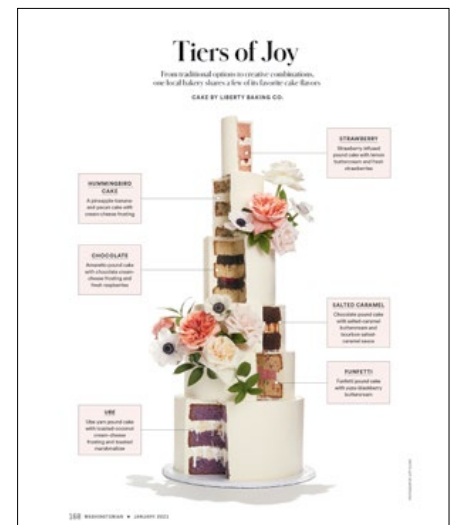 Tiers of Joy
From traditional options to creative combinations,
one local bakery shares a few of its favorite cake flavors
CAKE BY LIBERTY BAKING CO.
STRAWBERRY
Strawberry-infused
pound cake with lemon
buttercream and fresh
strawberries
HUMMINGBIRD
CAKE
A pineapple-banana-
and-pecan cake with
cream-cheese frosting
CHOCOLATE
Amaretto pound cake
with chocolate cream-
cheese frosting and
fresh raspberries
SALTED CARAMEL
Chocolate pound cake
with salted-caramel
buttercream and
bourbon salted-
caramel sauce
FUNFETTI
Funfetti pound cake
with
buttercream
UBE
Ube-yam pound cake
with toasted-coconut
cream-cheese
frosting and toasted
marshmallow
168 WASHINGTONIAN ★ JANUARY 2021